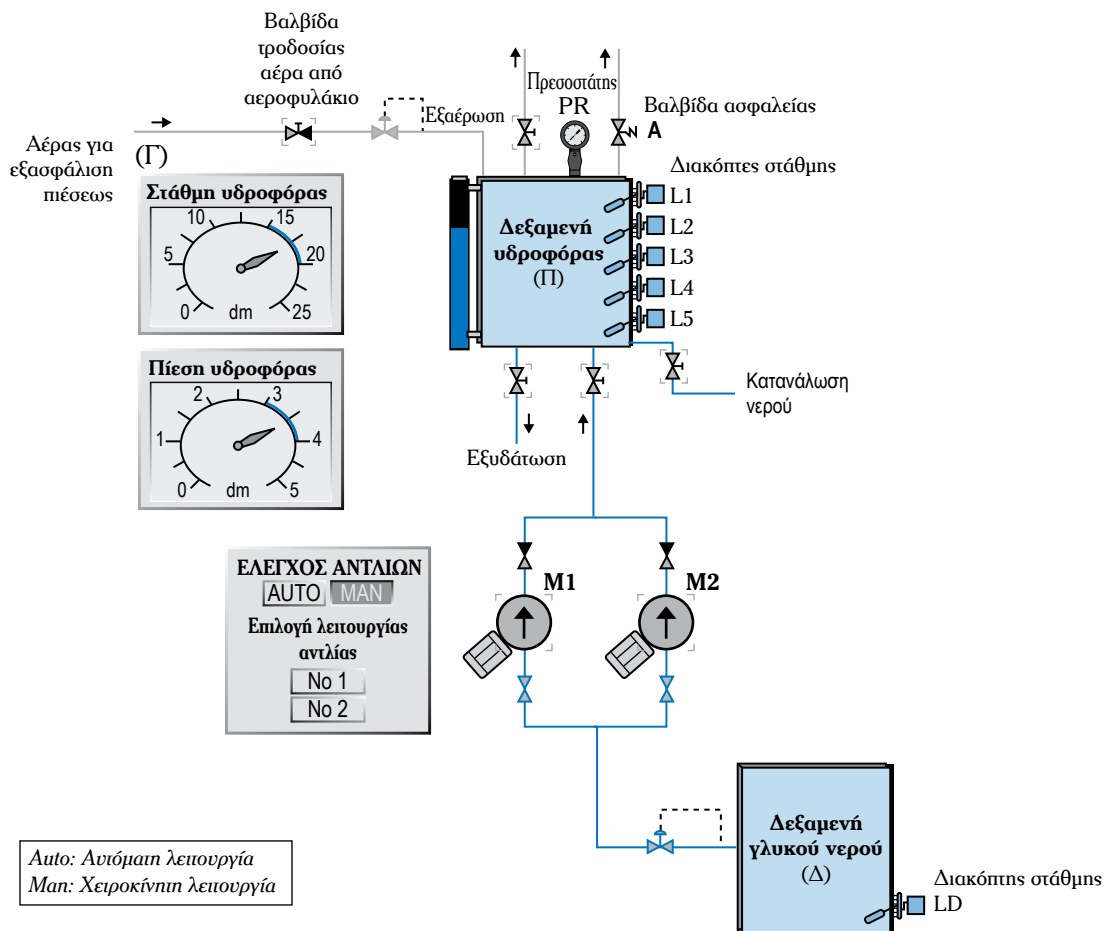 Βαλβίδα
τροδοσίας
αέρα από
αεροφυλάκιο
Εξαέρωση
Πρεσοστάτης
PR
Βαλβίδα ασφαλείας
A
Αέρας για
εξασφάλιση
πιέσεως
(Γ)
Διακόπτες στάθμης
L1
L2
L3
L4
L5
Στάθμη υδροφόρας
0
5
10
15
20
25
dm
Δεξαμενή
υδροφόρας
(Π)
Πίεση υδροφόρας
0
1
2
3
4
5
dm
Κατανάλωση
νερού
Εξυδάτωση
ΕΛΕΓΧΟΣ ΑΝΤΛΙΩΝ
AUTO MAN
Επιλογή λειτουργίας
αντλίας
No 1
No 2
M1
M2
Δεξαμενή
γλυκού νερού
(Δ)
Διακόπτης στάθμης
LD
Auto: Αυτόματη λειτουργία
Man: Χειροκίνητη λειτουργία